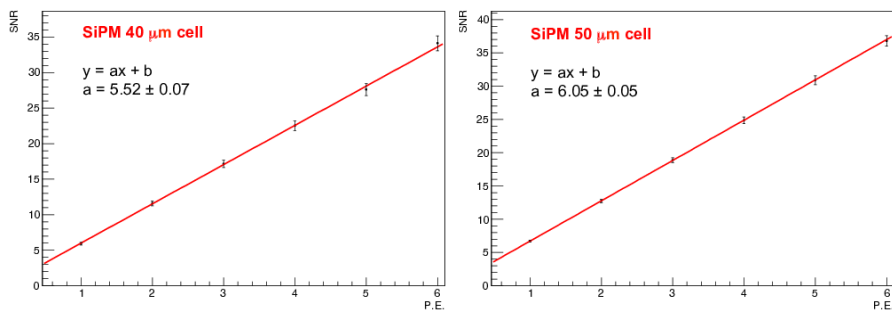 SNR
SiPM 40 μm cell
y = ax + b
a = 5.52 ± 0.07
35
30
25
20
15
10
5
0
1 2 3 4 5 6
P.E.
SNR
SiPM 50 μm cell
y = ax + b
a = 6.05 ± 0.05
40
35
30
25
20
15
10
5
0
1 2 3 4 5 6
P.E.